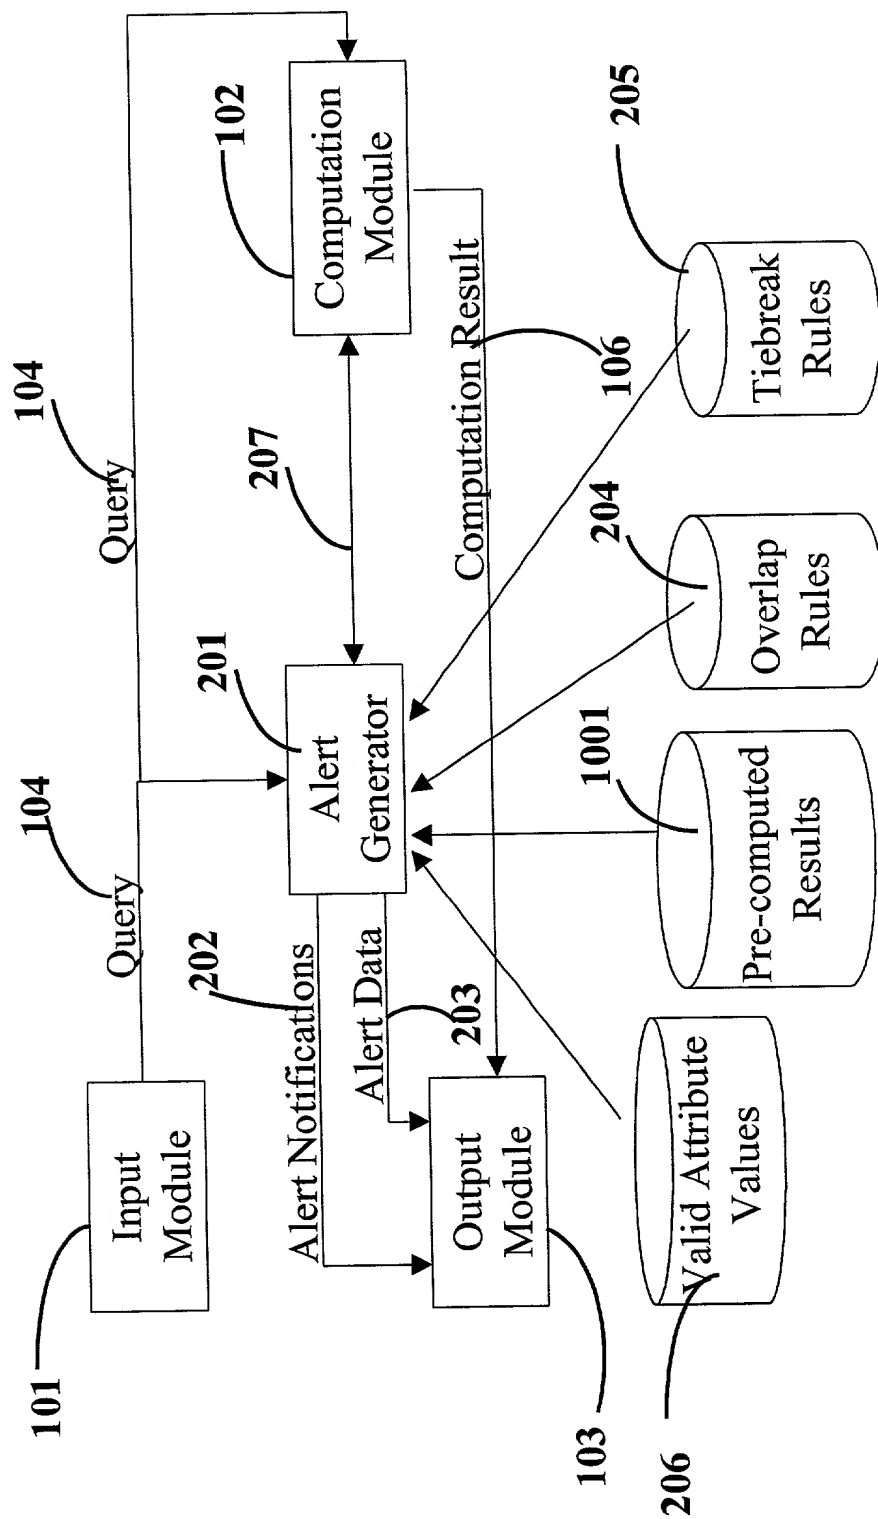 104
Query
104
Query
101
Input
Module
102
Computation
Module
207
201
Alert
Generator
202
Alert Notifications
Alert Data
203
Computation Result
106
Output
Module
103
206
Valid Attribute
Values
1001
Pre-computed
Results
204
Overlap
Rules
205
Tiebreak
Rules